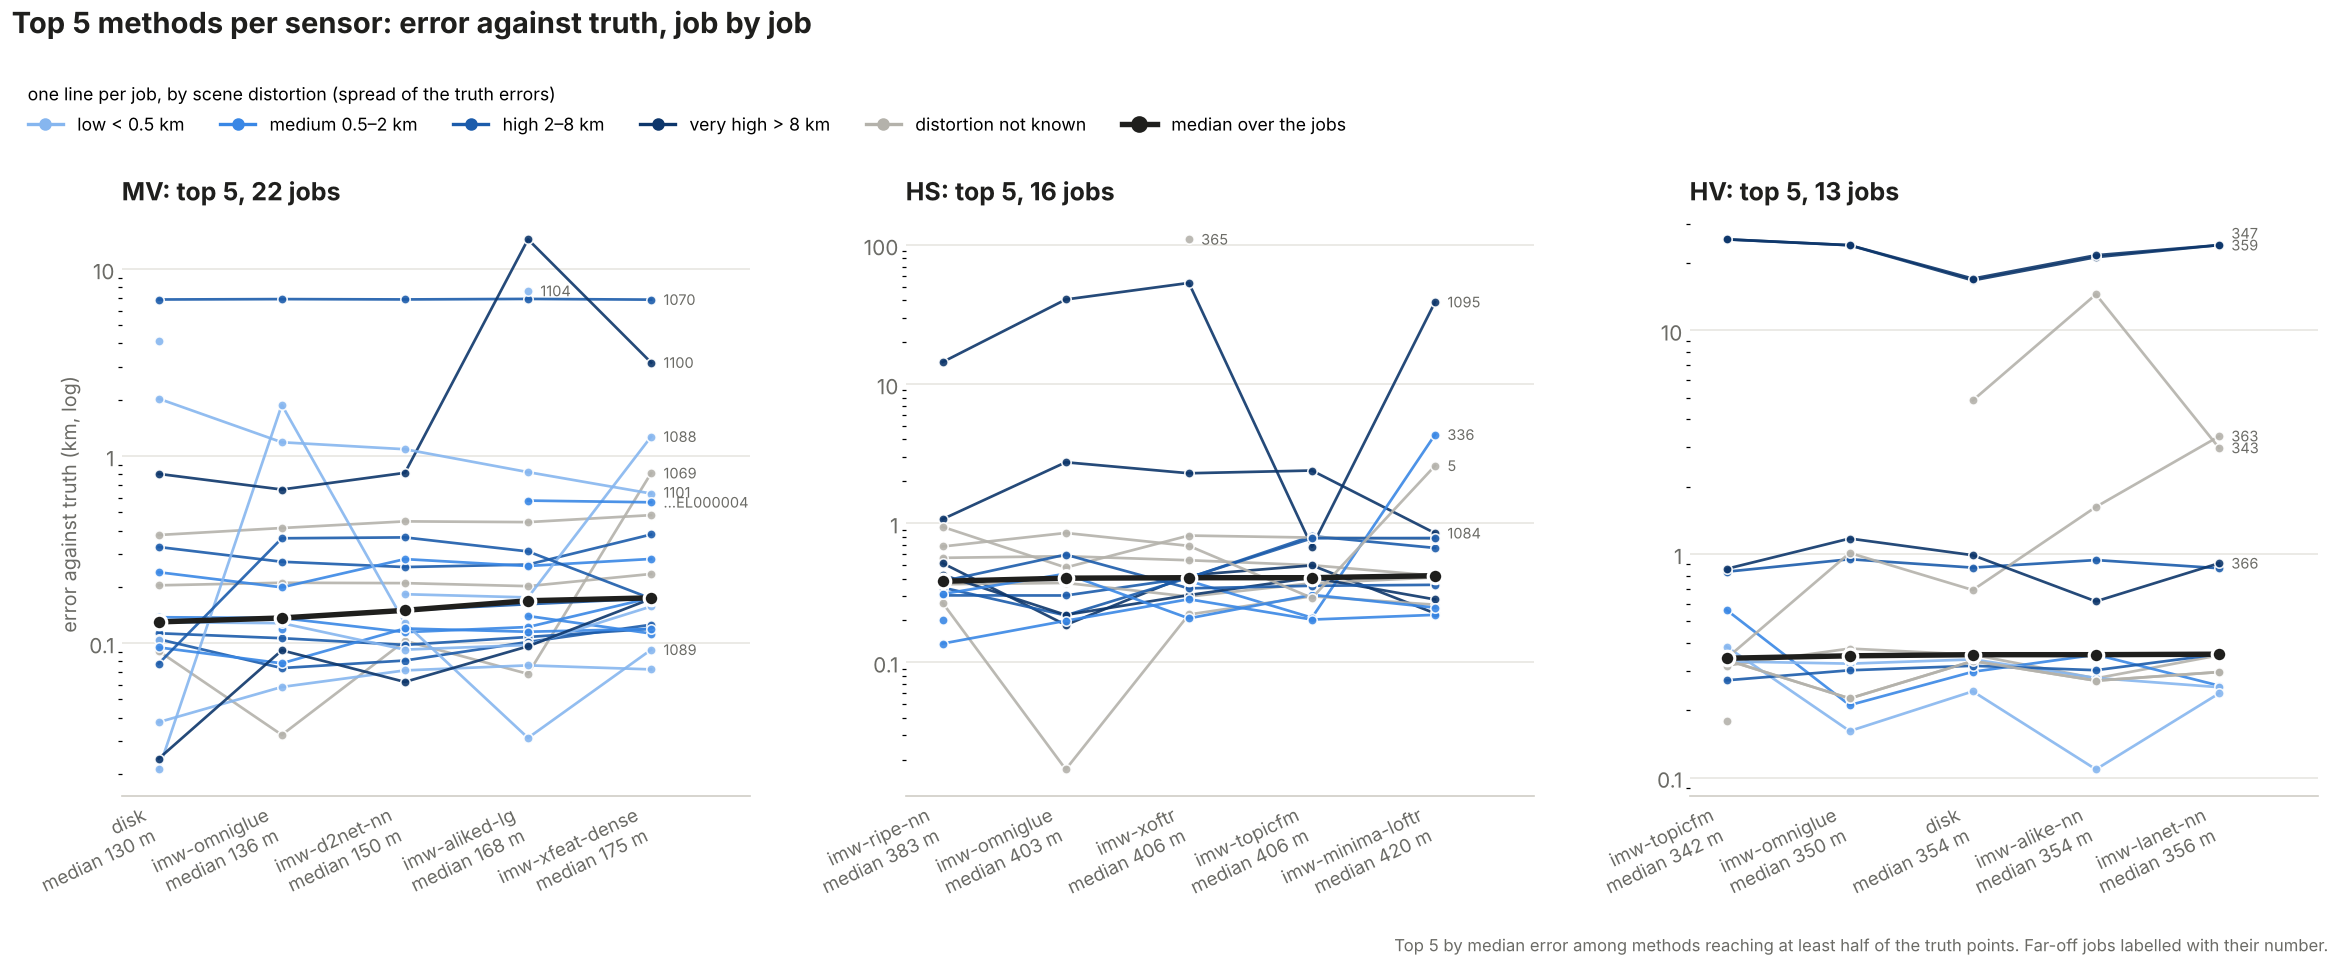 Top 5 methods per sensor: error against truth, job by job
one line per job, by scene distortion (spread of the truth errors)
low < 0.5 km
medium 0.5–2 km
high 2–8 km
very high > 8 km
distortion not known
median over the jobs
MV: top 5, 22 jobs
error against truth (km, log)
10
1
0.1
1104
1070
1100
1088
1069
1101
...EL000004
1089
disk
median 130 m
imw-omniglue
median 136 m
imw-d2net-nn
median 150 m
imw-aliked-lg
median 168 m
imw-xfeat-dense
median 175 m
HS: top 5, 16 jobs
100
10
1
0.1
365
1095
336
5
1084
imw-ripe-nn
median 383 m
imw-omniglue
median 403 m
imw-xoftr
median 406 m
imw-topicfm
median 406 m
imw-minima-loftr
median 420 m
HV: top 5, 13 jobs
10
1
0.1
347
359
363
343
366
imw-topicfm
median 342 m
imw-omniglue
median 350 m
disk
median 354 m
imw-alike-nn
median 354 m
imw-lanet-nn
median 356 m
Top 5 by median error among methods reaching at least half of the truth points. Far-off jobs labelled with their number.